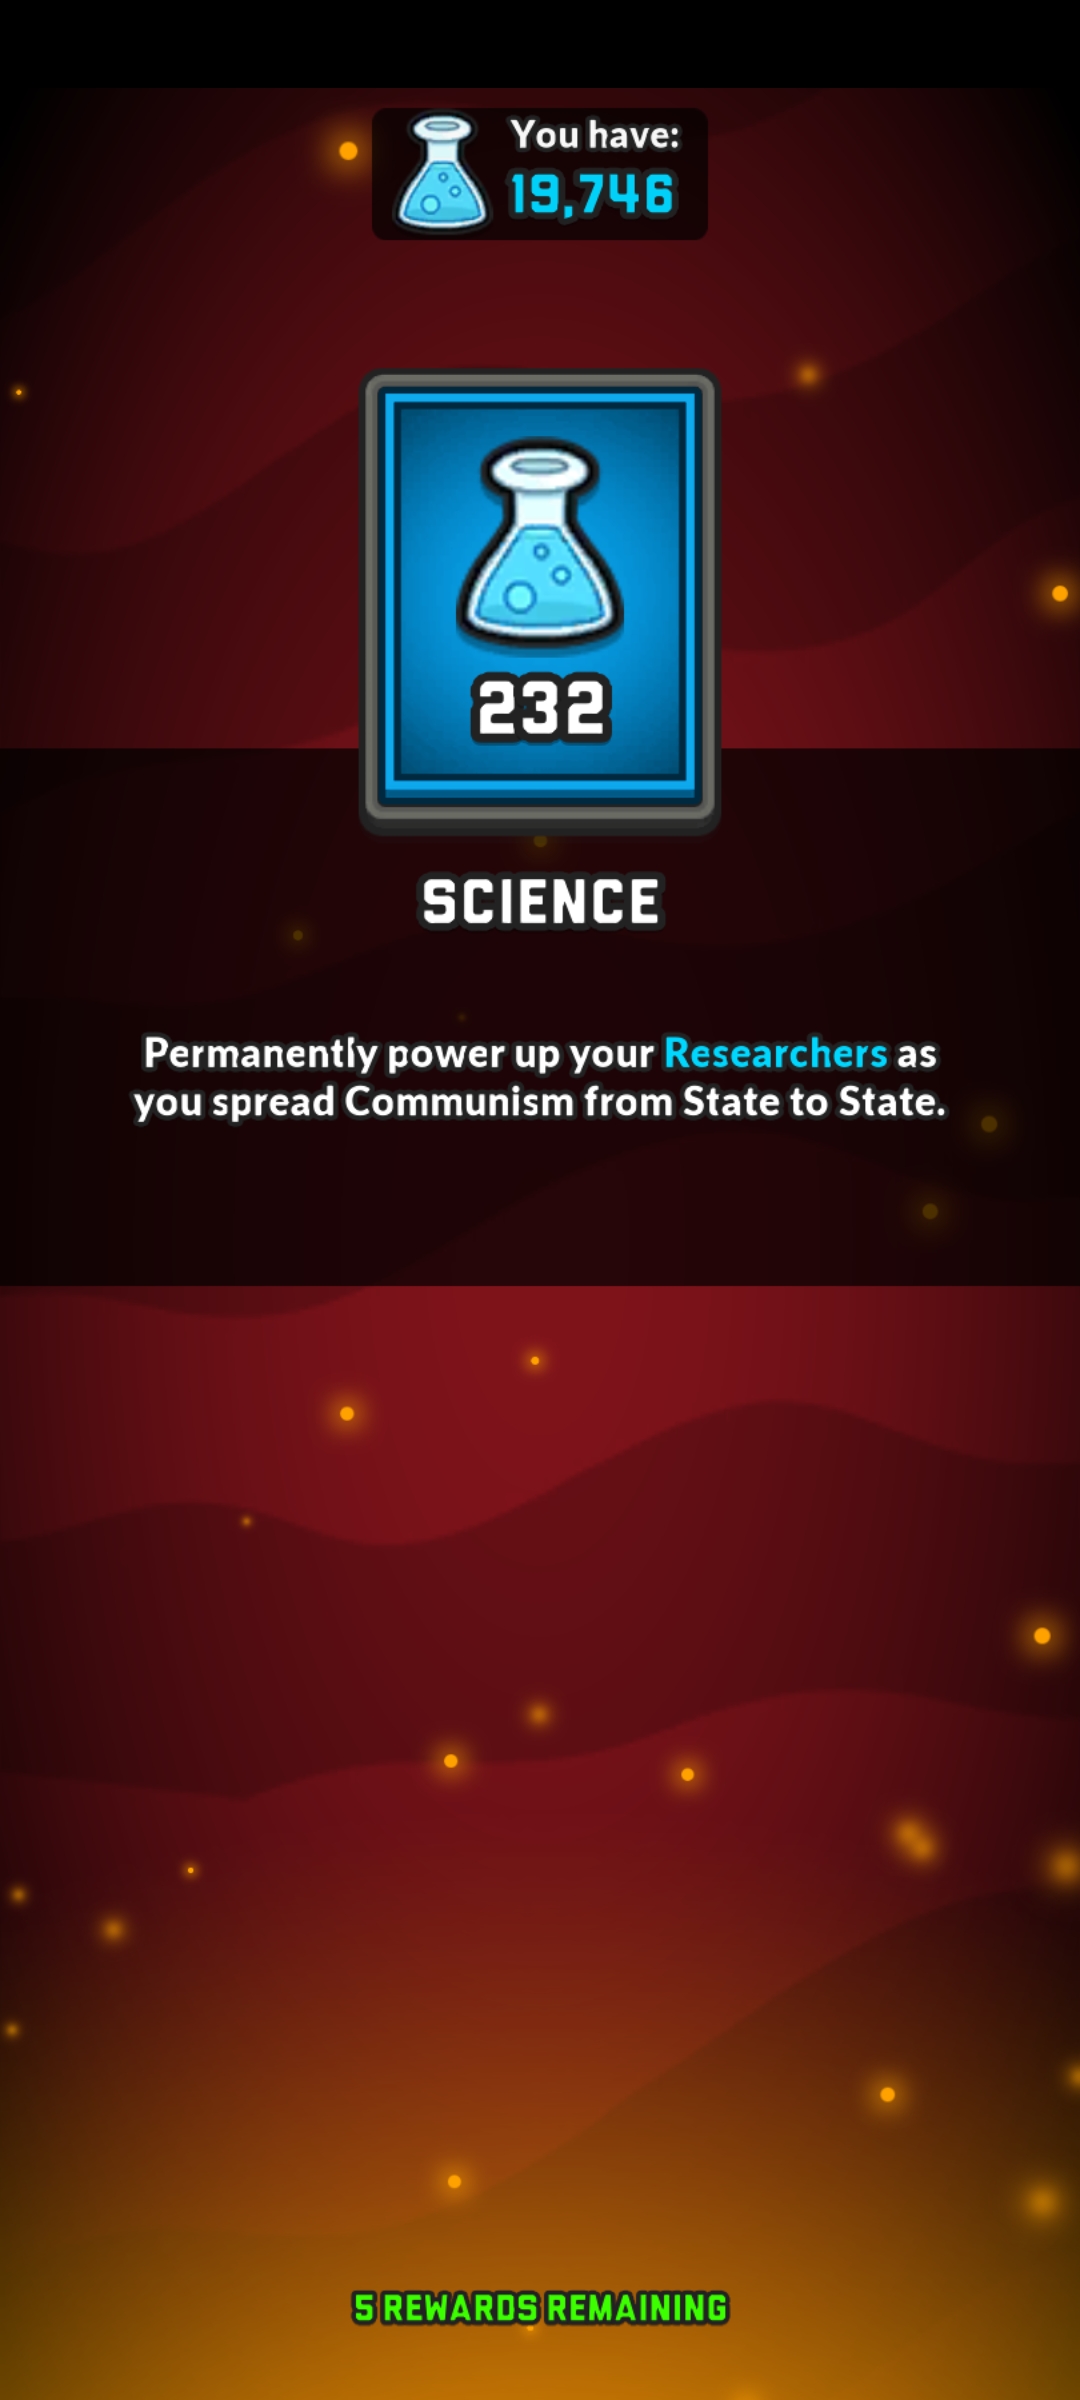 You have:
19,746
232
SCIENCE
Permanently power up your Researchers as
you spread Communism from State to State.
5 REWARDS REMAINING